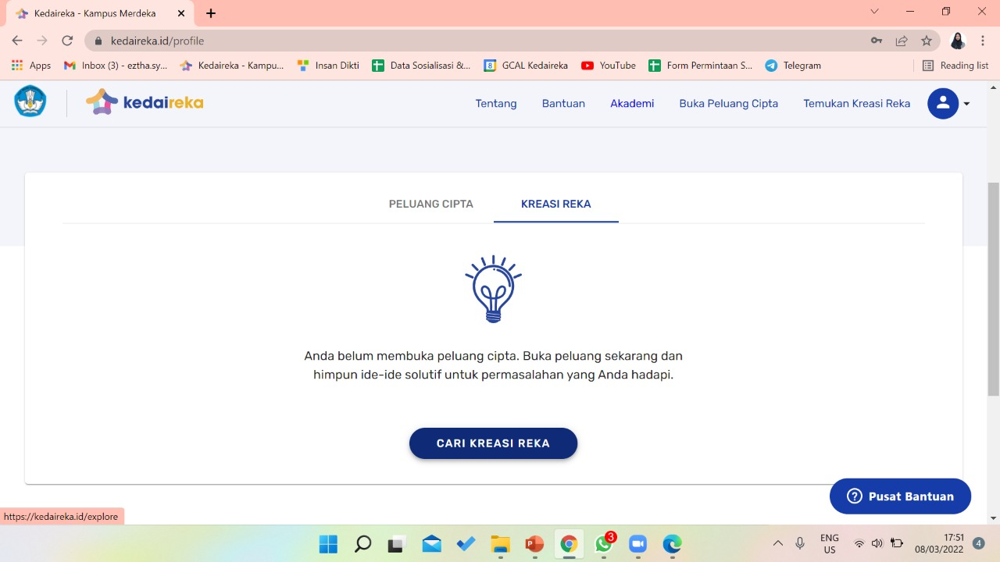 Kedaireka - Kampus Merdeka
kedaireka.id/profile
Apps
Inbox (3) - eztha.sy...
Kedaireka - Kampu...
Insan Dikti
Data Sosialisasi &...
8
GCAL Kedaireka
YouTube
Form Permintaan S...
Telegram
Reading list
kedaireka
Tentang
Bantuan
Akademi
Buka Peluang Cipta
Temukan Kreasi Reka
PELUANG CIPTA
KREASI REKA
Anda belum membuka peluang cipta. Buka peluang sekarang dan
himpun ide-ide solutif untuk permasalahan yang Anda hadapi.
CARI KREASI REKA
Pusat Bantuan
https://kedaireka.id/explore
3
ENG
US
17:51
08/03/2022
4